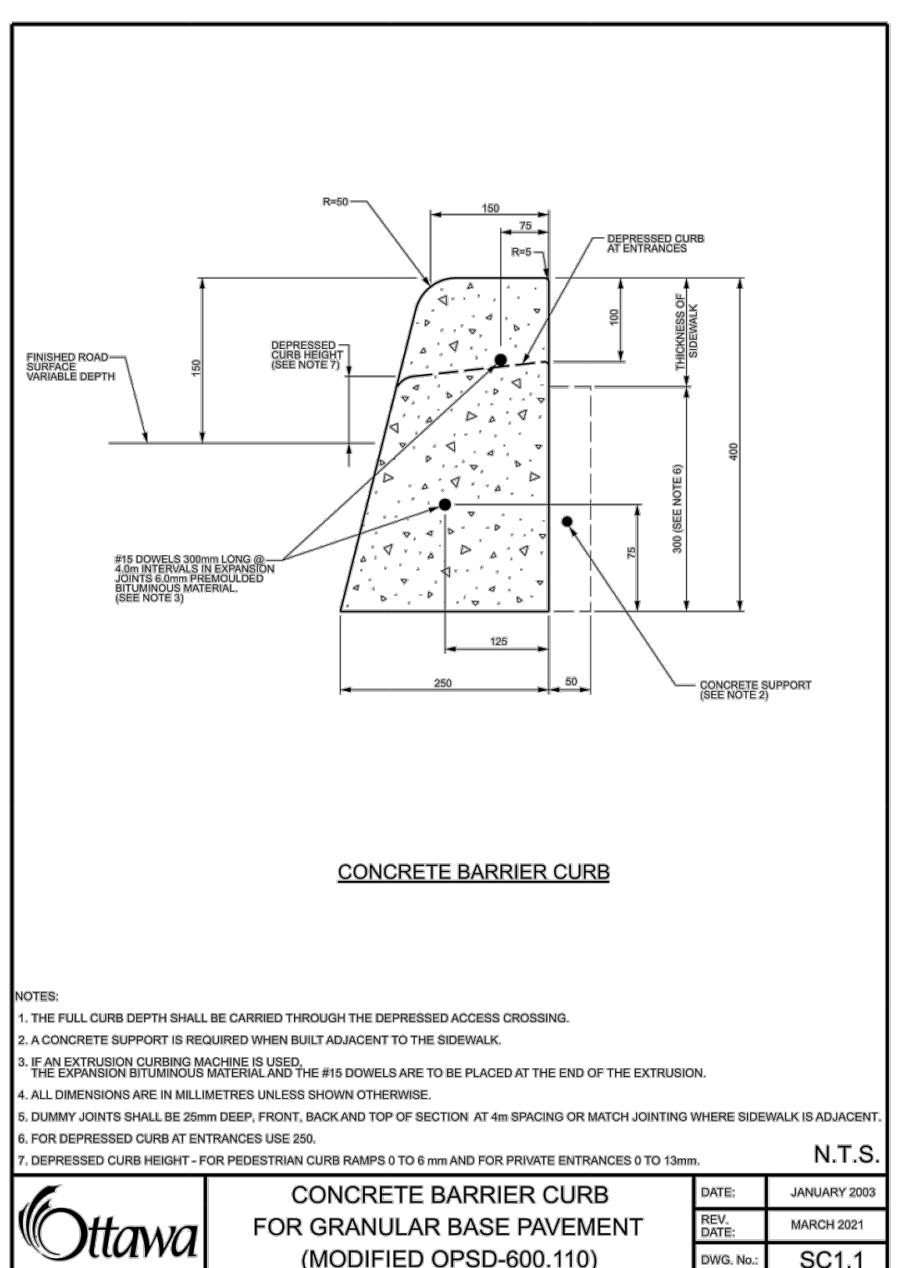 R=50
150
75
R=5
DEPRESSED CURB
AT ENTRANCES
150
DEPRESSED
CURB HEIGHT
(SEE NOTE 7)
FINISHED ROAD
SURFACE
VARIABLE DEPTH
100
THICKNESS OF
SIDEWALK
400
300 (SEE NOTE 6)
75
#15 DOWELS 300mm LONG @
4.0m INTERVALS IN EXPANSION
JOINTS 6.0mm PREMOULDED
BITUMINOUS MATERIAL.
(SEE NOTE 3)
125
250
50
CONCRETE SUPPORT
(SEE NOTE 2)
CONCRETE BARRIER CURB
NOTES:
1. THE FULL CURB DEPTH SHALL BE CARRIED THROUGH THE DEPRESSED ACCESS CROSSING.
2. A CONCRETE SUPPORT IS REQUIRED WHEN BUILT ADJACENT TO THE SIDEWALK.
3. IF AN EXTRUSION CURBING MACHINE IS USED,
THE EXPANSION BITUMINOUS MATERIAL AND THE #15 DOWELS ARE TO BE PLACED AT THE END OF THE EXTRUSION.
4. ALL DIMENSIONS ARE IN MILLIMETRES UNLESS SHOWN OTHERWISE.
5. DUMMY JOINTS SHALL BE 25mm DEEP, FRONT, BACK AND TOP OF SECTION AT 4m SPACING OR MATCH JOINTING WHERE SIDEWALK IS ADJACENT.
6. FOR DEPRESSED CURB AT ENTRANCES USE 250.
7. DEPRESSED CURB HEIGHT - FOR PEDESTRIAN CURB RAMPS 0 TO 6 mm AND FOR PRIVATE ENTRANCES 0 TO 13mm.
N.T.S.
Ottawa
CONCRETE BARRIER CURB
FOR GRANULAR BASE PAVEMENT
(MODIFIED OPSD-600.110)
DATE: JANUARY 2003
REV.
DATE: MARCH 2021
DWG. No.: SC1.1